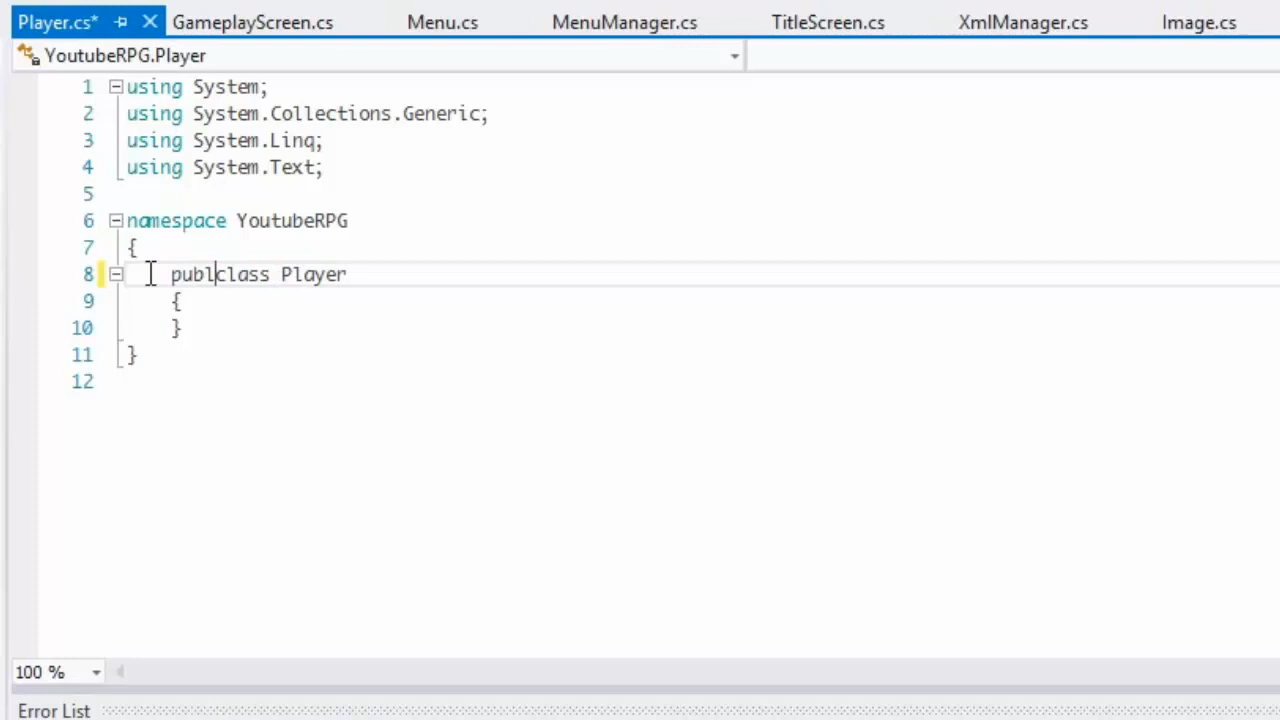 Player.cs* GameplayScreen.cs Menu.cs MenuManager.cs TitleScreen.cs XmlManager.cs Image.cs
YoutubeRPG.Player
1 using System;
2 using System.Collections.Generic;
3 using System.Linq;
4 using System.Text;
5
6 namespace YoutubeRPG
7 {
8 publclass Player
9 {
10 }
11 }
12
100 %
Error List